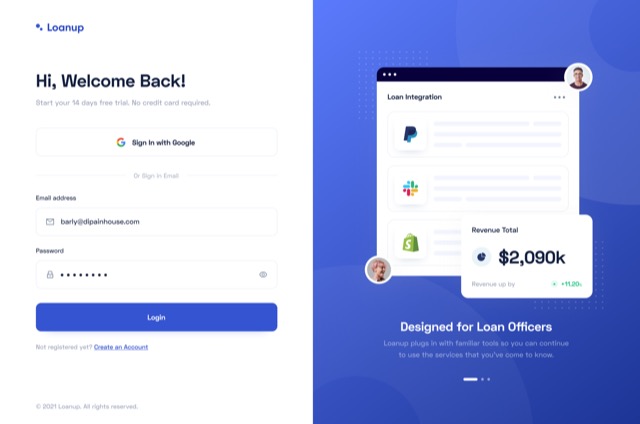 Loanup
Hi, Welcome Back!
Start your 14 days free trial. No credit card required.
Sign In with Google
Or Sign in Email
Email address
barly@dipainhouse.com
Password
Login
Not registered yet? Create an Account
© 2021 Loanup. All rights reserved.
Loan Integration
Revenue Total
$2,090k
Revenue up by
+11.20%
Designed for Loan Officers
Loanup plugs in with familiar tools so you can continue
to use the services that you've come to know.